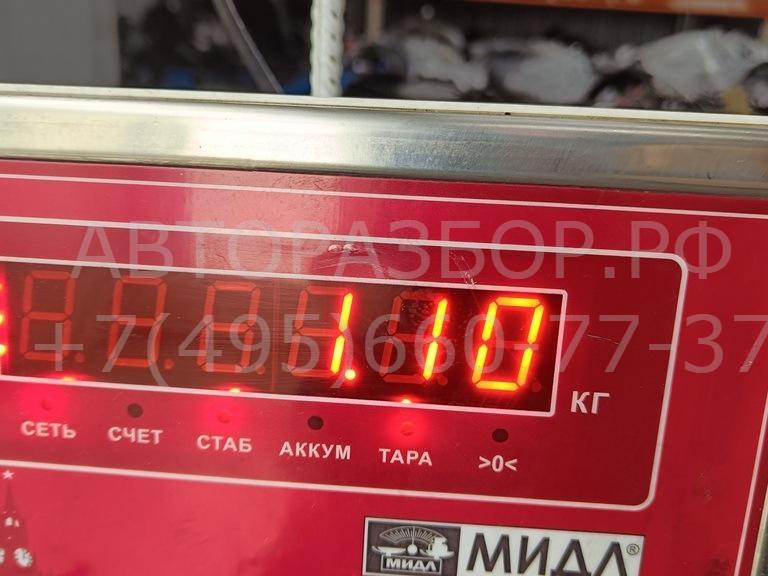 АВТОРАЗБОР.РФ
+7(495)660-77-37
1.10
КГ
СЕТЬ СЧЕТ СТАБ АККУМ ТАРА >0<
МИДЛ МИДЛ®